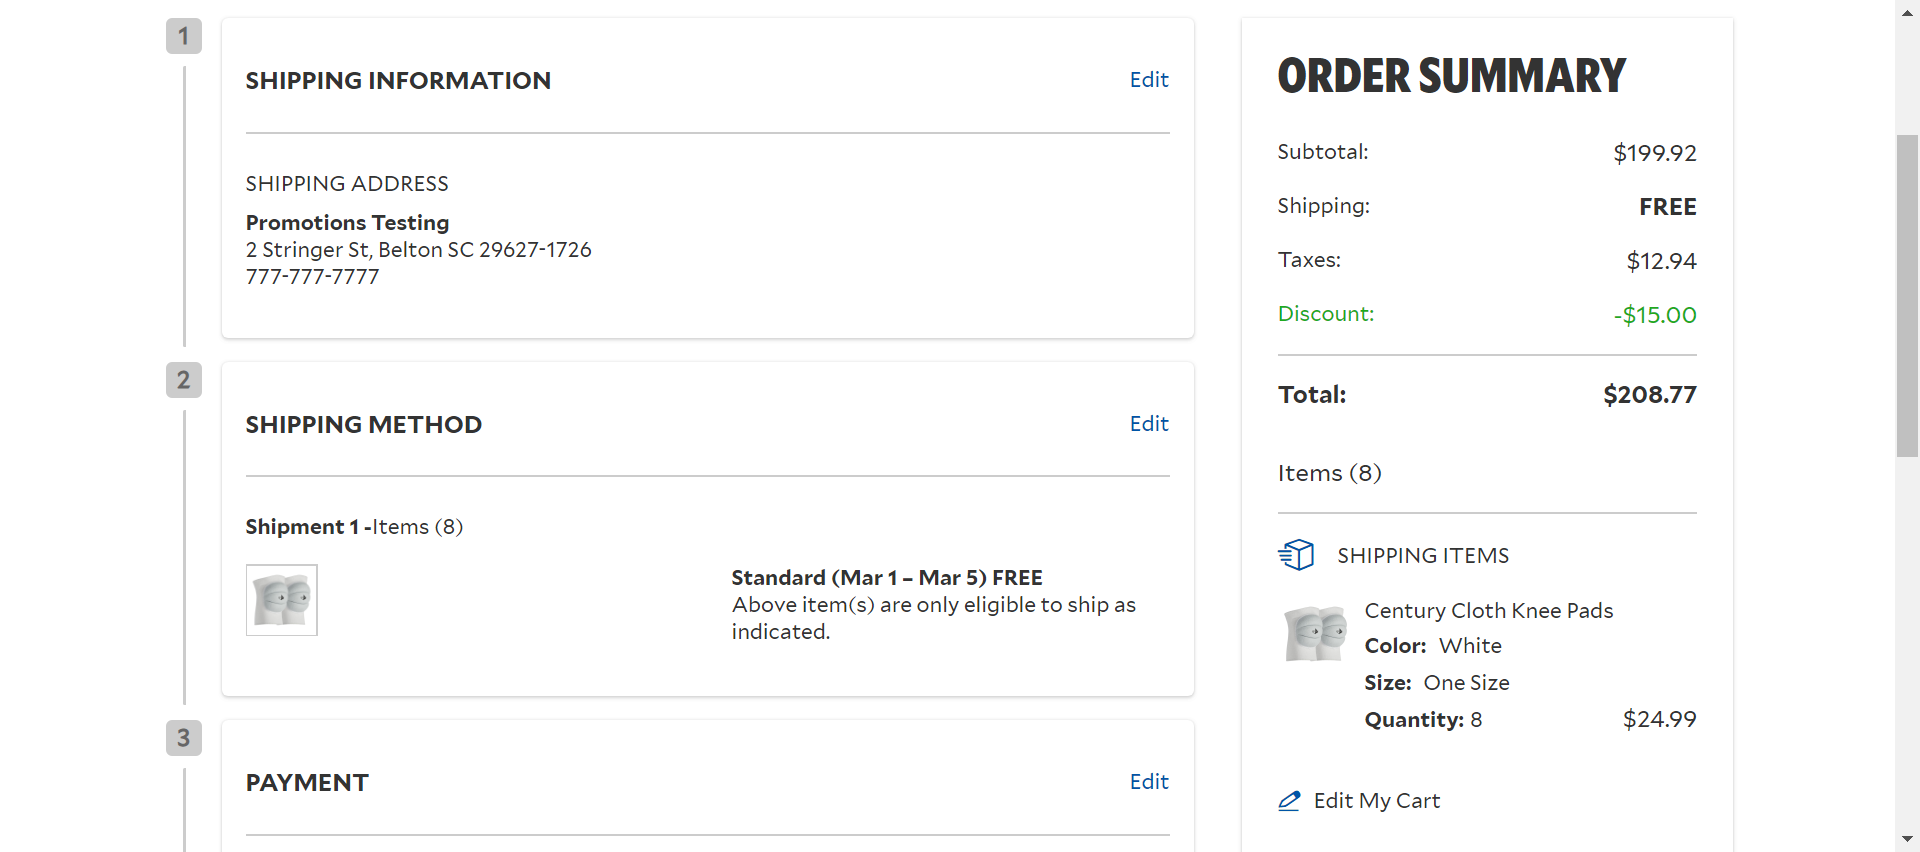 1
SHIPPING INFORMATION
Edit
SHIPPING ADDRESS
Promotions Testing
2 Stringer St, Belton SC 29627-1726
777-777-7777
2
SHIPPING METHOD
Edit
Shipment 1 -Items (8)
Standard (Mar 1 – Mar 5) FREE
Above item(s) are only eligible to ship as
indicated.
3
PAYMENT
Edit
ORDER SUMMARY
Subtotal: $199.92
Shipping: FREE
Taxes: $12.94
Discount: -$15.00
Total: $208.77
Items (8)
SHIPPING ITEMS
Century Cloth Knee Pads
Color: White
Size: One Size
Quantity: 8 $24.99
Edit My Cart